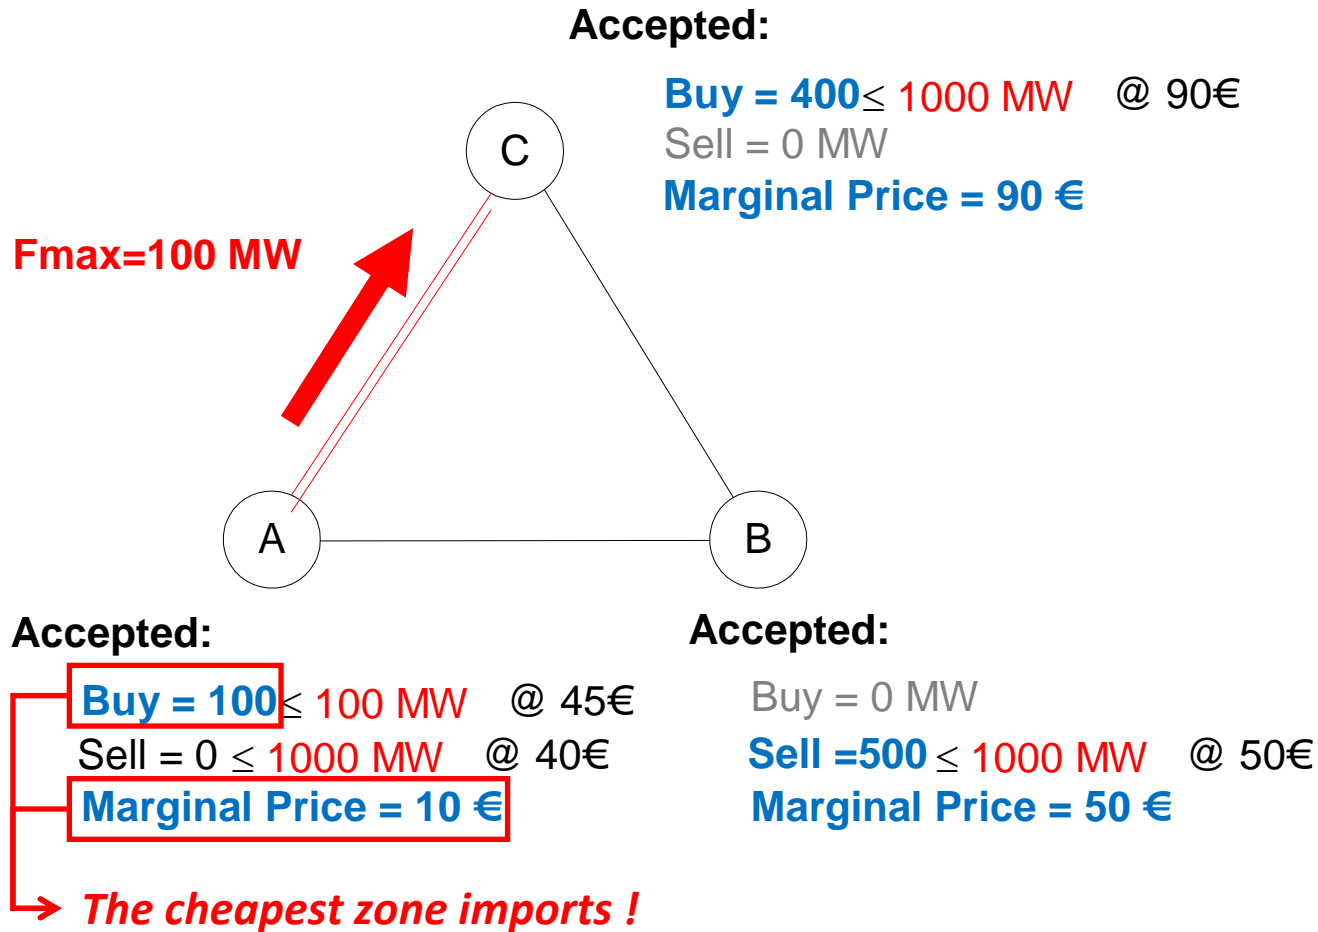 Accepted:
Buy = 400 ≤ 1000 MW @ 90€
Sell = 0 MW
Marginal Price = 90 €
C
Fmax=100 MW
A
B
Accepted:
Buy = 100 ≤ 100 MW @ 45€
Sell = 0 ≤ 1000 MW @ 40€
Marginal Price = 10 €
The cheapest zone imports !
Accepted:
Buy = 0 MW
Sell =500 ≤ 1000 MW @ 50€
Marginal Price = 50 €